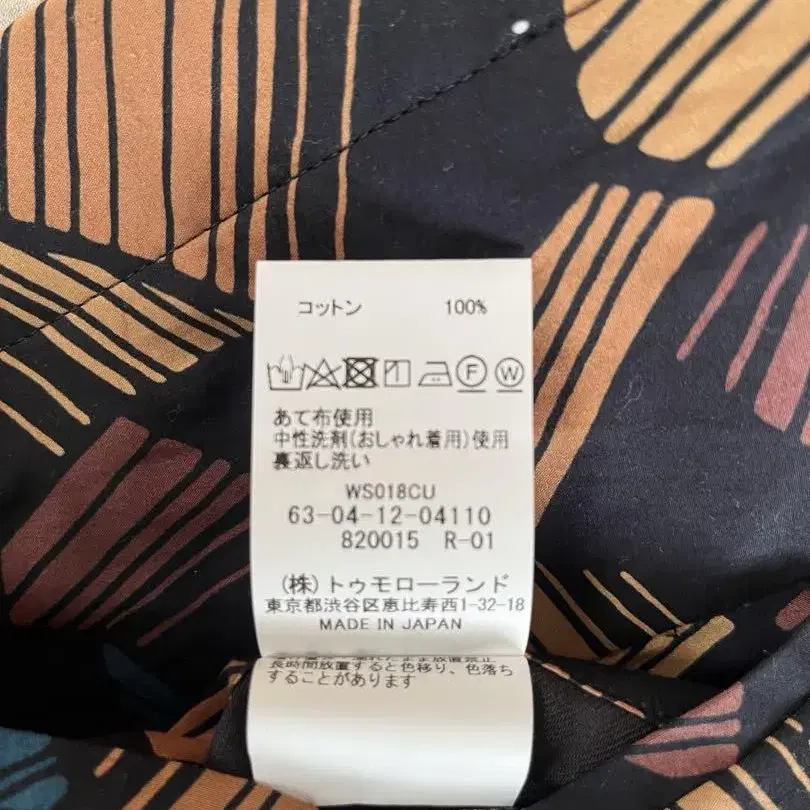 コットン 100%
F W
あて布使用
中性洗剤(おしゃれ着用)使用
裏返し洗い
WS018CU
63-04-12-04110
820015 R-01
(株)トゥモローランド
東京都渋谷区恵比寿西1-32-18
MADE IN JAPAN
長時間放置すると色移り、色落ち
することがあります